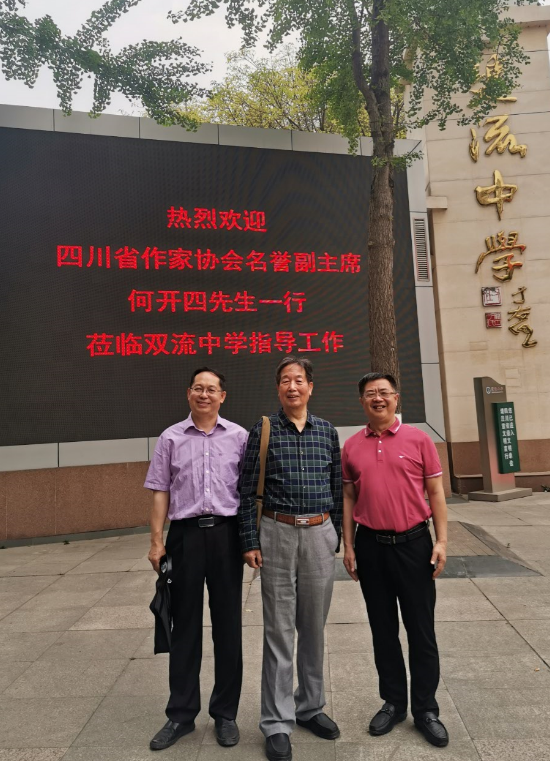 热烈欢迎
四川省作家协会名誉副主席
何开四先生一行
莅临双流中学指导工作
流中學